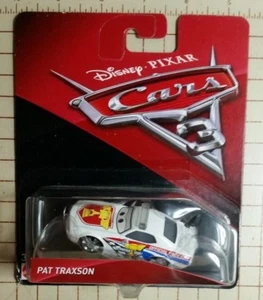 Disney·PIXAR
Cars
3
PAT TRAXSON